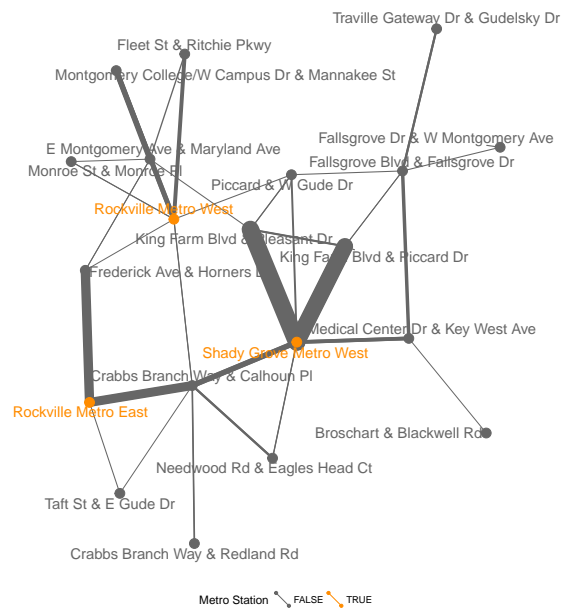 Traville Gateway Dr & Gudelsky Dr
Fleet St & Ritchie Pkwy
Montgomery College/W Campus Dr & Mannakee St
Fallsgrove Dr & W Montgomery Ave
E Montgomery Ave & Maryland Ave
Fallsgrove Blvd & Fallsgrove Dr
Monroe St & Monroe Pl
Piccard & W Gude Dr
Rockville Metro West
King Farm Blvd & Pleasant Dr
King Farm Blvd & Piccard Dr
Frederick Ave & Horners
Medical Center Dr & Key West Ave
Shady Grove Metro West
Crabbs Branch Way & Calhoun Pl
Rockville Metro East
Broschart & Blackwell Rd
Needwood Rd & Eagles Head Ct
Taft St & E Gude Dr
Crabbs Branch Way & Redland Rd
Metro Station FALSE TRUE